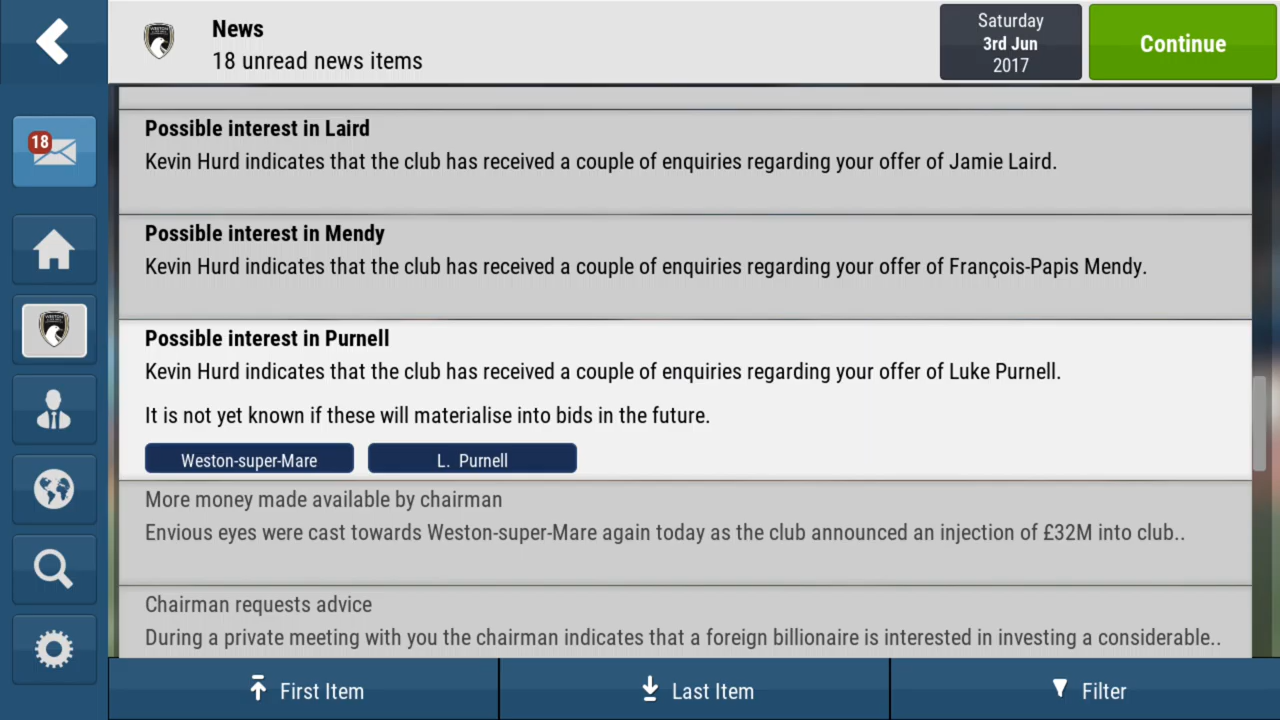 News
18 unread news items
Saturday
3rd Jun
2017
Continue
18
Possible interest in Laird
Kevin Hurd indicates that the club has received a couple of enquiries regarding your offer of Jamie Laird.
Possible interest in Mendy
Kevin Hurd indicates that the club has received a couple of enquiries regarding your offer of François-Papis Mendy.
Possible interest in Purnell
Kevin Hurd indicates that the club has received a couple of enquiries regarding your offer of Luke Purnell.
It is not yet known if these will materialise into bids in the future.
Weston-super-Mare
L. Purnell
More money made available by chairman
Envious eyes were cast towards Weston-super-Mare again today as the club announced an injection of £32M into club..
Chairman requests advice
During a private meeting with you the chairman indicates that a foreign billionaire is interested in investing a considerable..
First Item
Last Item
Filter